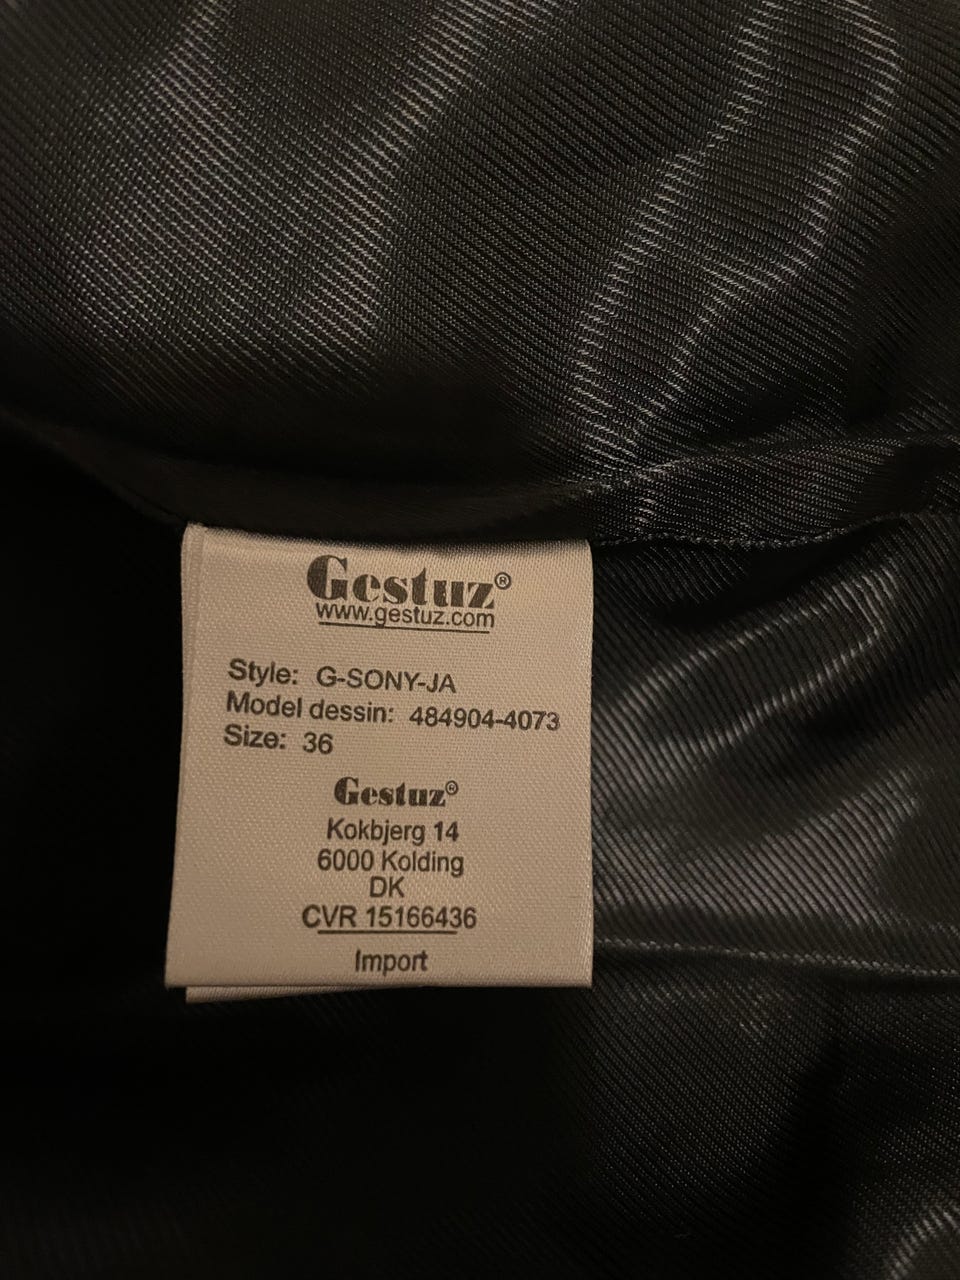 Gestuz®
www.gestuz.com
Style: G-SONY-JA
Model dessin: 484904-4073
Size: 36
Gestuz®
Kokbjerg 14
6000 Kolding
DK
CVR 15166436
Import